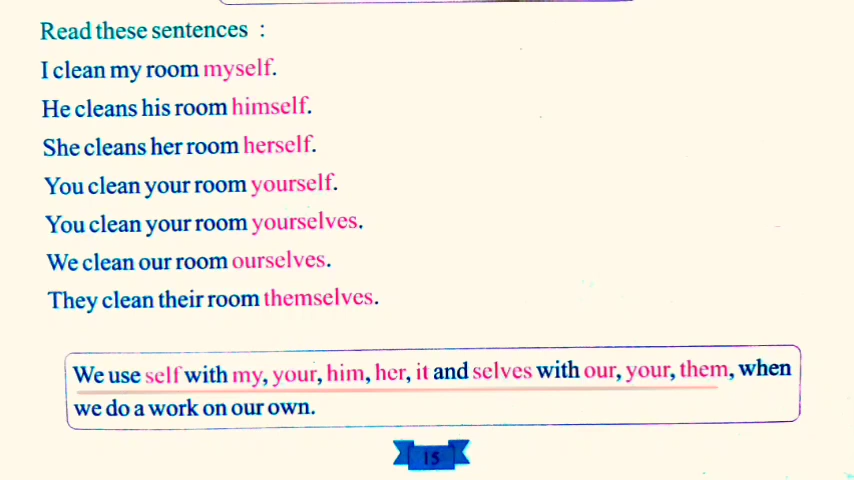 Read these sentences :
I clean my room myself.
He cleans his room himself.
She cleans her room herself.
You clean your room yourself.
You clean your room yourselves.
We clean our room ourselves.
They clean their room themselves.
We use self with my, your, him, her, it and selves with our, your, them, when
we do a work on our own.
15